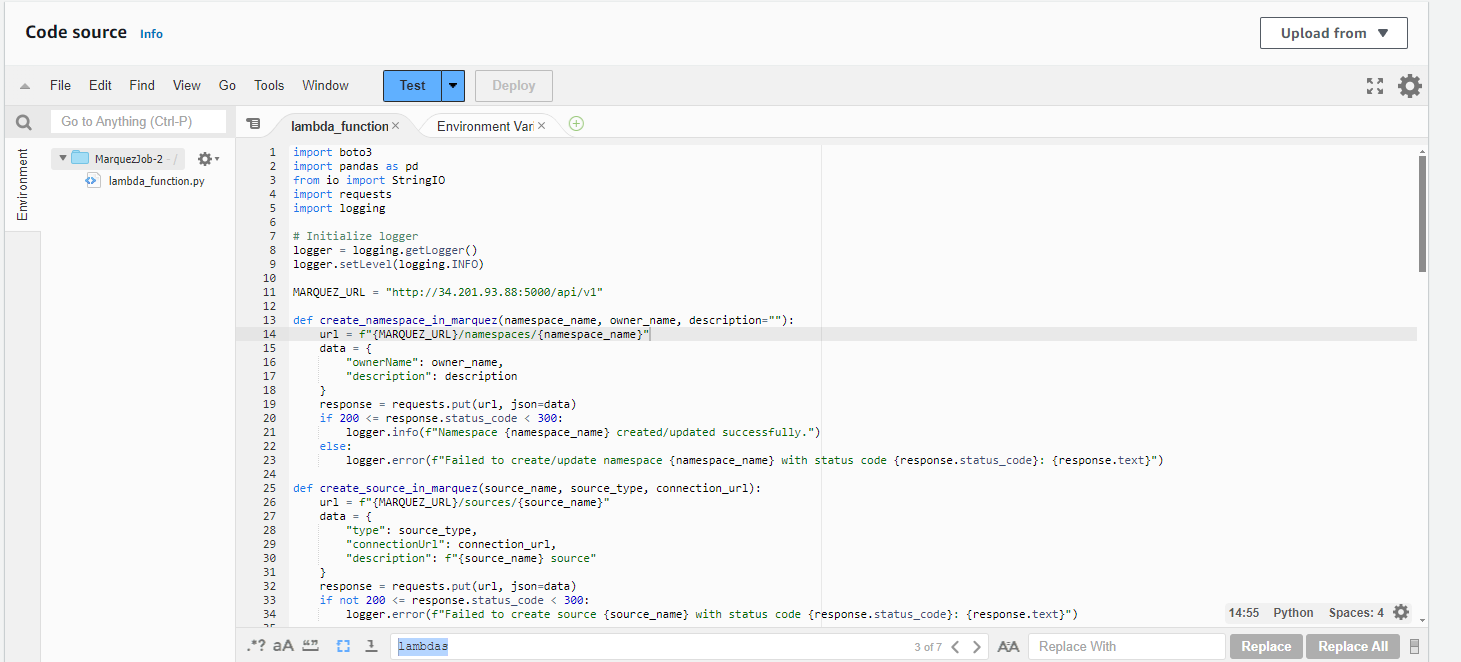 Code source Info
Upload from
File Edit Find View Go Tools Window Test Deploy
Go to Anything (Ctrl-P)
lambda_function Environment Var
Environment
MarquezJob-2 - /
lambda_function.py
1 import boto3
2 import pandas as pd
3 from io import StringIO
4 import requests
5 import logging
6
7 # Initialize logger
8 logger = logging.getLogger()
9 logger.setLevel(logging.INFO)
10
11 MARQUEZ_URL = "http://34.201.93.88:5000/api/v1"
12
13 def create_namespace_in_marquez(namespace_name, owner_name, description=""):
14     url = f"{MARQUEZ_URL}/namespaces/{namespace_name}"
15     data = {
16         "ownerName": owner_name,
17         "description": description
18     }
19     response = requests.put(url, json=data)
20     if 200 <= response.status_code < 300:
21         logger.info(f"Namespace {namespace_name} created/updated successfully.")
22     else:
23         logger.error(f"Failed to create/update namespace {namespace_name} with status code {response.status_code}: {response.text}")
24
25 def create_source_in_marquez(source_name, source_type, connection_url):
26     url = f"{MARQUEZ_URL}/sources/{source_name}"
27     data = {
28         "type": source_type,
29         "connectionUrl": connection_url,
30         "description": f"{source_name} source"
31     }
32     response = requests.put(url, json=data)
33     if not 200 <= response.status_code < 300:
34         logger.error(f"Failed to create source {source_name} with status code {response.status_code}: {response.text}")
14:55 Python Spaces: 4
.*? aA lambdas 3 of 7 AA Replace With Replace Replace All